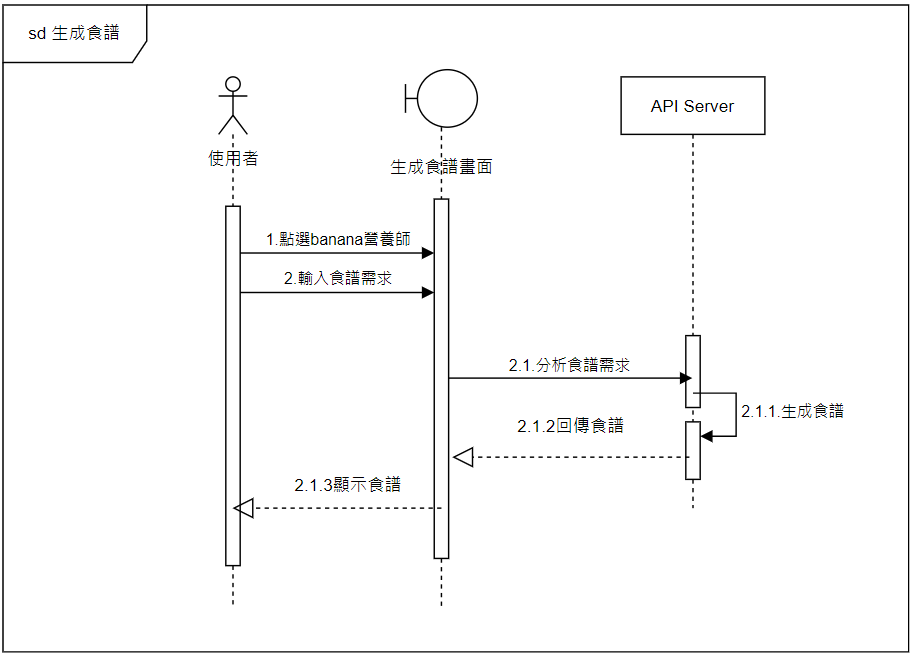 sd 生成食譜
API Server
使用者
生成食譜畫面
1.點選banana營養師
2.輸入食譜需求
2.1.分析食譜需求
2.1.1.生成食譜
2.1.2回傳食譜
2.1.3顯示食譜